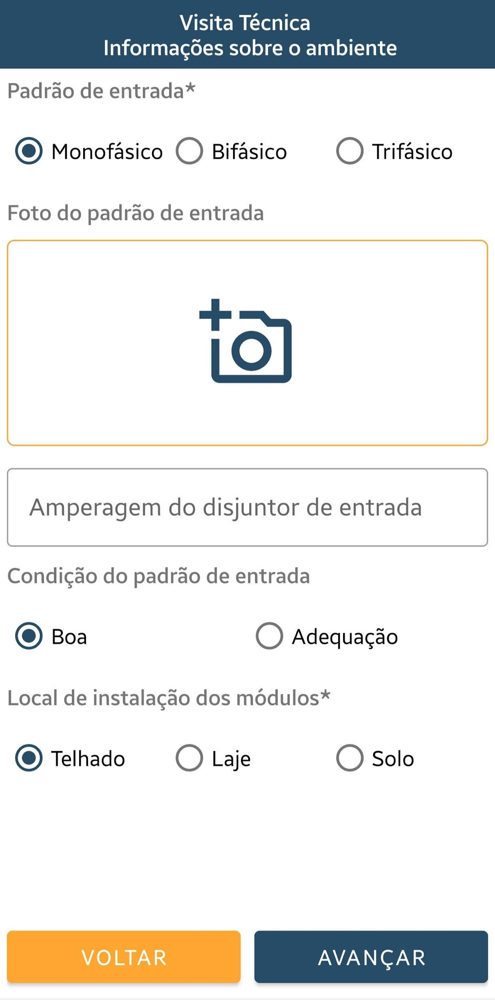 Visita Técnica
Informações sobre o ambiente
Padrão de entrada*
Monofásico
Bifásico
Trifásico
Foto do padrão de entrada
Amperagem do disjuntor de entrada
Condição do padrão de entrada
Boa
Adequação
Local de instalação dos módulos*
Telhado
Laje
Solo
VOLTAR
AVANÇAR